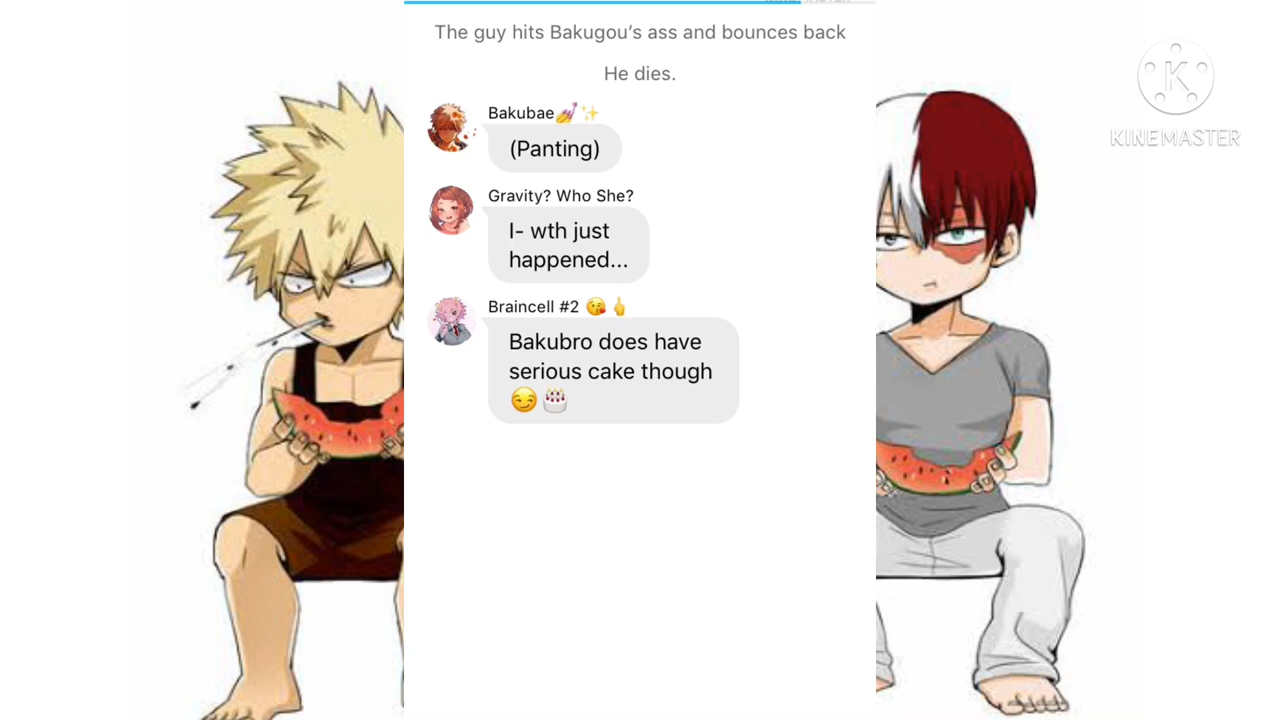 The guy hits Bakugou’s ass and bounces back
He dies.
Bakubae💅✨
(Panting)
Gravity? Who She?
I- wth just
happened...
Braincell #2 😘🖕
Bakubro does have
serious cake though
😏🎂
K
KINEMASTER